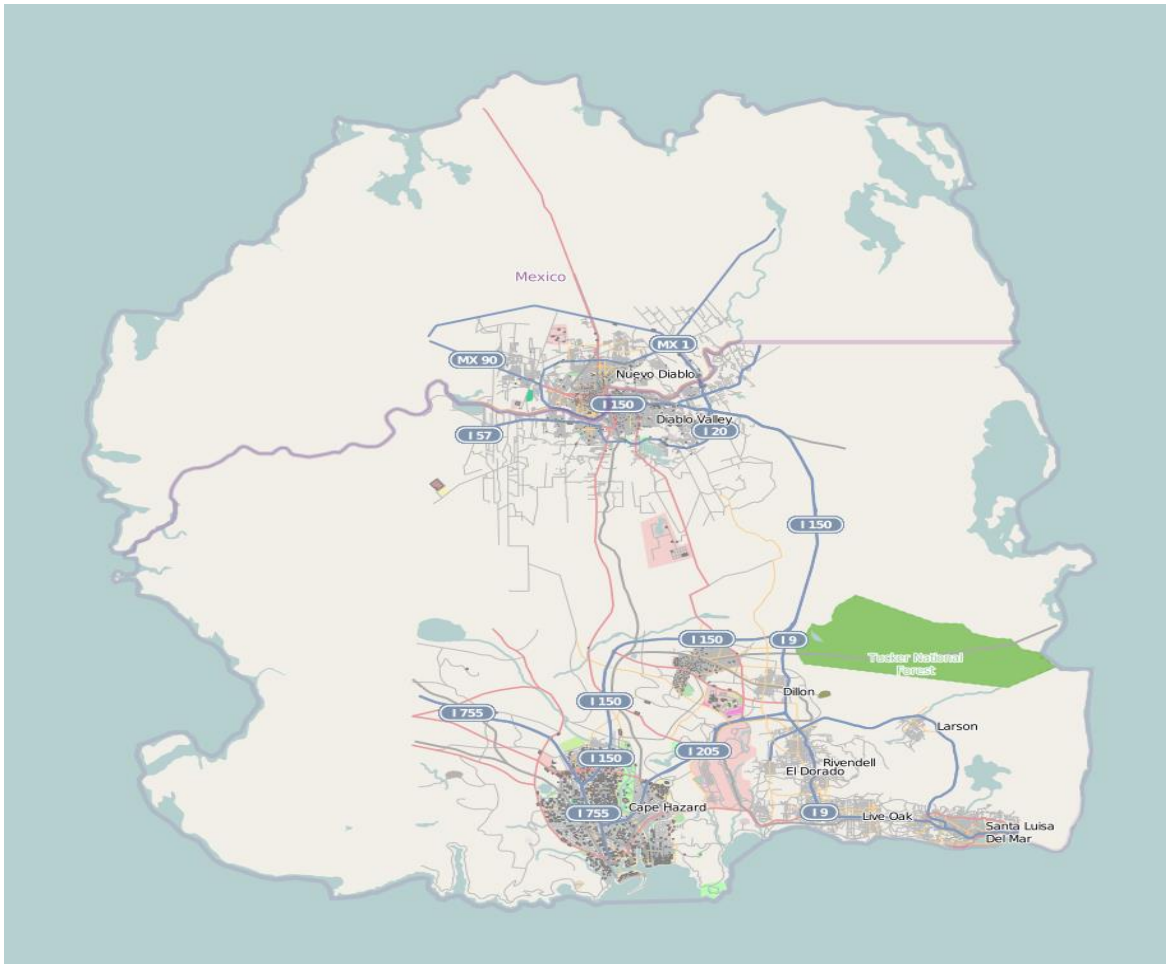 Mexico
MX 1
MX 90
Nuevo Diablo
I 150
Diablo Valley
I 20
I 57
I 150
I 150
I 9
Tucker National
Forest
Dillon
I 150
I 755
Larson
I 150
I 205
Rivendell
El Dorado
Cape Hazard
I 755
I 9
Live Oak
Santa Luisa
Del Mar